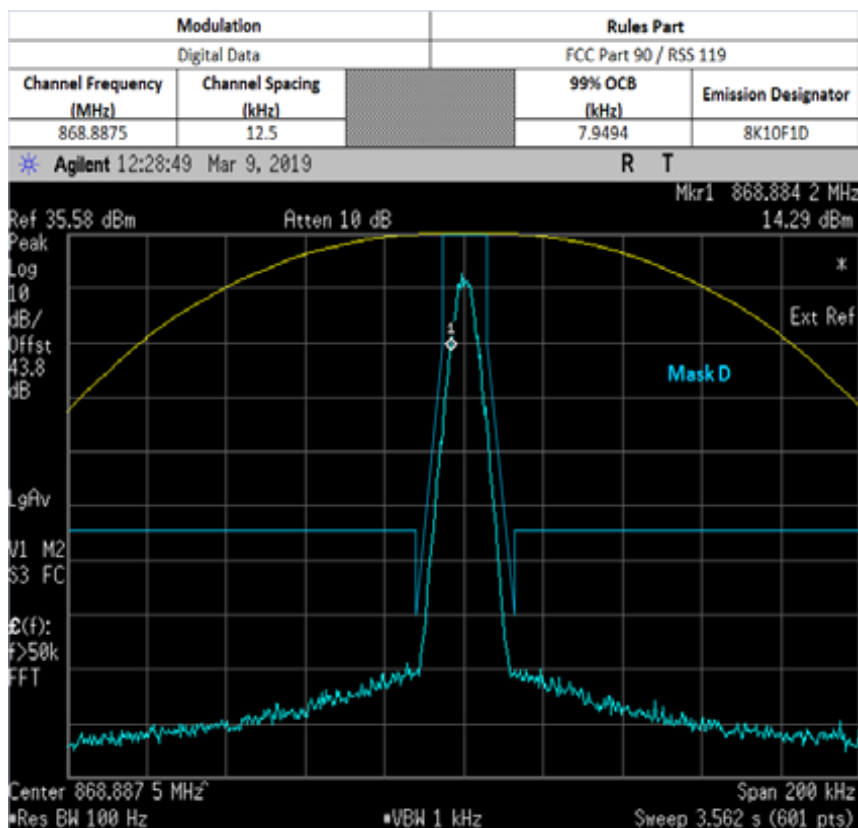 Modulation Rules Part
Digital Data FCC Part 90 / RSS 119
Channel Frequency (MHz) Channel Spacing (kHz) 99% OCB (kHz) Emission Designator
868.8875 12.5 7.9494 8K10F1D
Agilent 12:28:49 Mar 9, 2019 R T
Mkr1 868.884 2 MHz
Ref 35.58 dBm Atten 10 dB 14.29 dBm
Peak
Log
10
dB/
Offst
43.8
dB
*
Ext Ref
1
Mask D
LgAv
V1 M2
S3 FC
£(f):
f>50k
FFT
Center 868.887 5 MHz^ Span 200 kHz
*Res BW 100 Hz *VBW 1 kHz Sweep 3.562 s (601 pts)